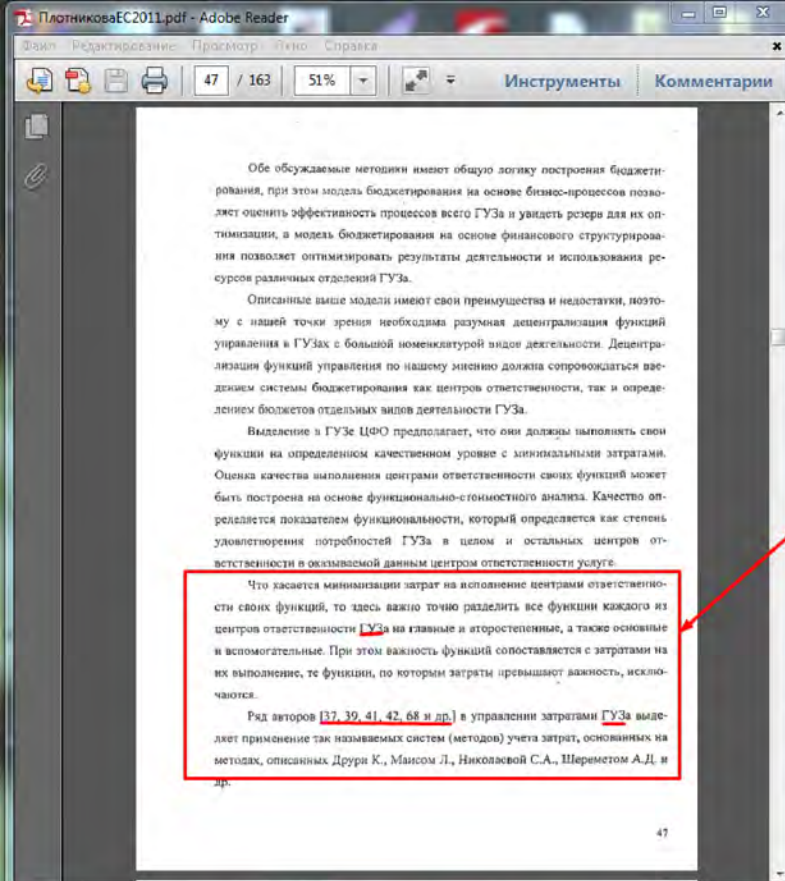 ПлотниковаЕС2011.pdf - Adobe Reader
Файл Редактирование Просмотр Окно Справка
47 / 163 51% Инструменты Комментарии
Обе обсуждаемые методики имеют общую логику построения бюджети-
рования, при этом модель бюджетирования на основе бизнес-процессов позво-
ляет оценить эффективность процессов всего ГУЗа и увидеть резерв для их оп-
тимизации, а модель бюджетирования на основе финансового структурирова-
ния позволяет оптимизировать результаты деятельности и использования ре-
сурсов различных отделений ГУЗа.
Описанные выше модели имеют свои преимущества и недостатки, поэто-
му с нашей точки зрения необходима разумная децентрализация функций
управления в ГУЗах с большой номенклатурой видов деятельности. Децентра-
лизация функций управления по нашему мнению должна сопровождаться вве-
дением системы бюджетирования как центров ответственности, так и опреде-
лением бюджетов отдельных видов деятельности ГУЗа.
Выделение в ГУЗе ЦФО предполагает, что они должны выполнять свои
функции на определенном качественном уровне с минимальными затратами.
Оценка качества выполнения центрами ответственности своих функций может
быть построена на основе функционально-стоимостного анализа. Качество оп-
ределяется показателем функциональности, который определяется как степень
удовлетворения потребностей ГУЗа в целом и остальных центров от-
ветственности в оказываемой данным центром ответственности услуге.
Что касается минимизации затрат на исполнение центрами ответственно-
сти своих функций, то здесь важно точно разделить все функции каждого из
центров ответственности ГУЗа на главные и второстепенные, а также основные
и вспомогательные. При этом важность функций сопоставляется с затратами на
их выполнение, те функции, по которым затраты превышают важность, исклю-
чаются.
Ряд авторов [37, 39, 41, 42, 68 и др.] в управлении затратами ГУЗа выде-
ляет применение так называемых систем (методов) учета затрат, основанных на
методах, описанных Друри К., Маисом Л., Николаевой С.А., Шереметом А.Д. и
др.
47